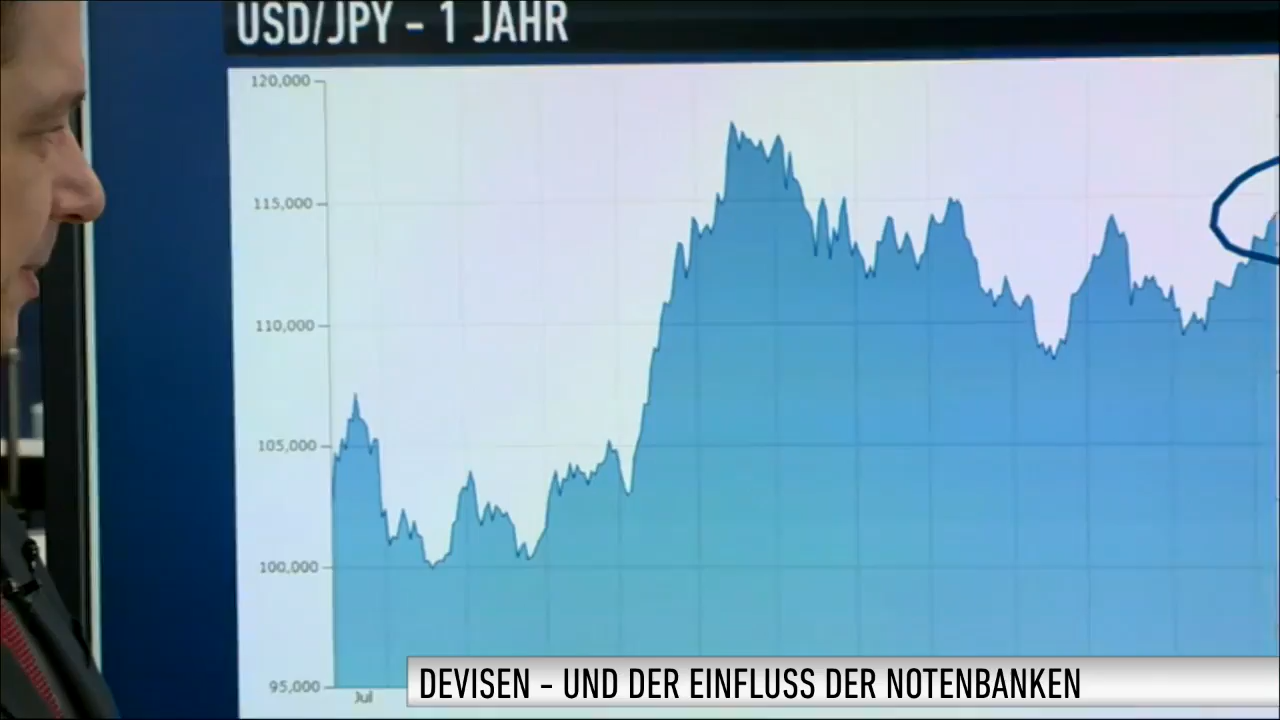 USD/JPY - 1 JAHR
120,000
115,000
110,000
105,000
100,000
95,000
Jul
DEVISEN - UND DER EINFLUSS DER NOTENBANKEN